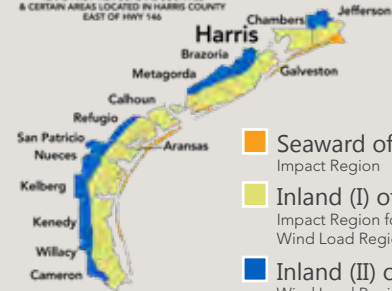 & CERTAIN AREAS LOCATED IN HARRIS COUNTY
EAST OF HWY 146
Jefferson
Chambers
Harris
Brazoria
Metagorda
Galveston
Calhoun
Refugio
San Patricio
Aransas
Nueces
Kelberg
Kenedy
Willacy
Cameron
Seaward of
Impact Region
Inland (I) o
Impact Region fo
Wind Load Regi
Inland (II) o